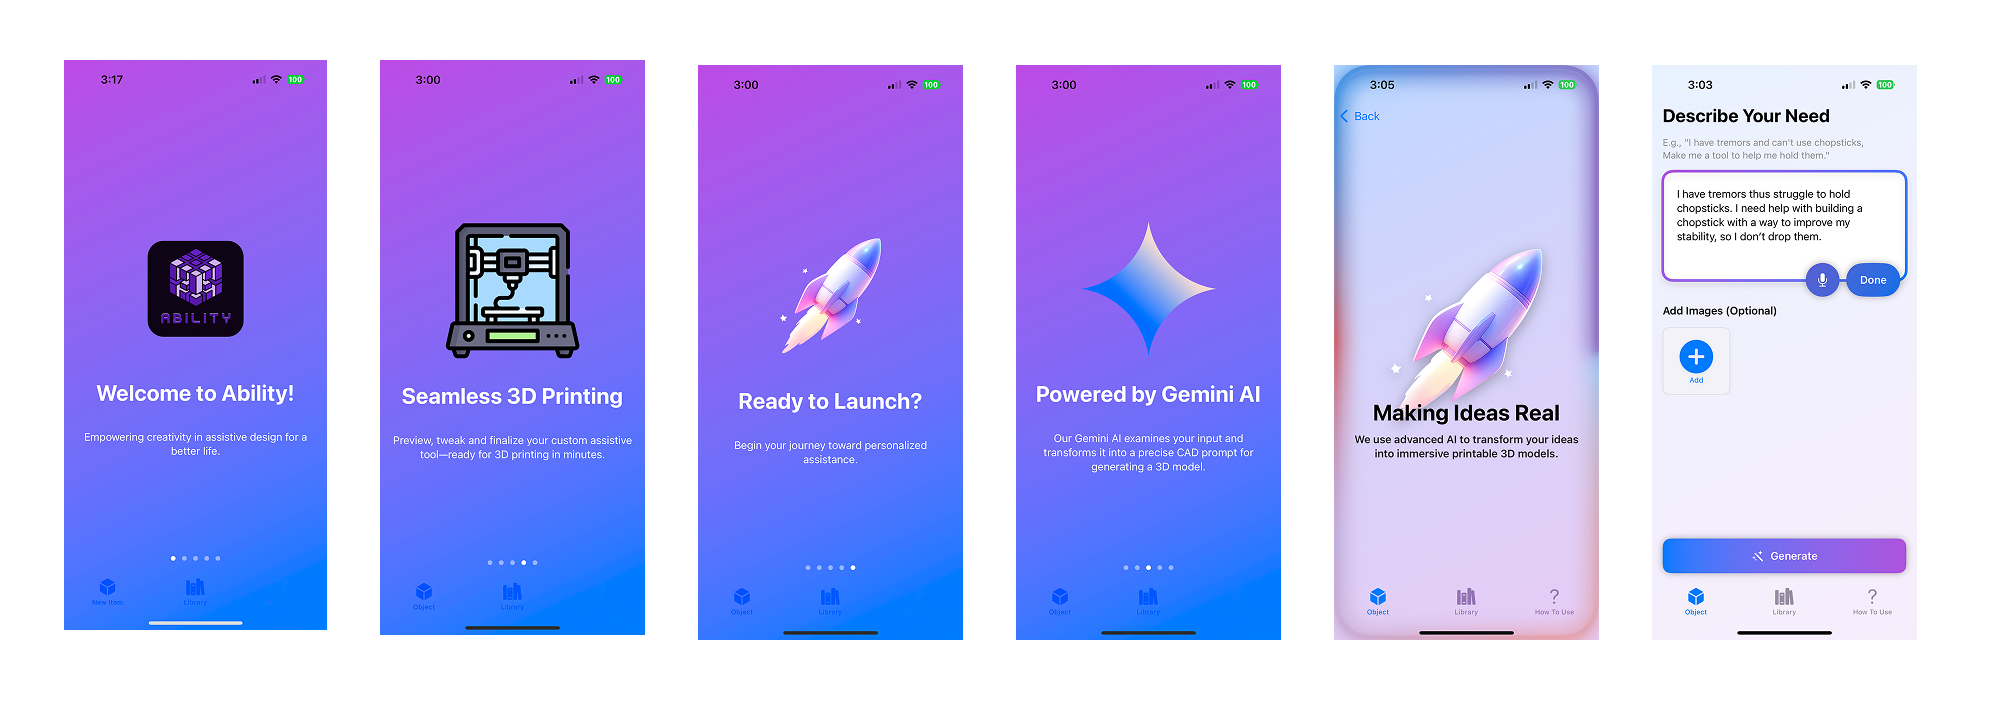 3:17
100
ABILITY
Welcome to Ability!
Empowering creativity in assistive design for a
better life.
New Item
Library
3:00
100
Seamless 3D Printing
Preview, tweak and finalize your custom assistive
tool—ready for 3D printing in minutes.
Object
Library
3:00
100
Ready to Launch?
Begin your journey toward personalized
assistance.
Object
Library
3:00
100
Powered by Gemini AI
Our Gemini AI examines your input and
transforms it into a precise CAD prompt for
generating a 3D model.
Object
Library
3:05
100
Back
Making Ideas Real
We use advanced AI to transform your ideas
into immersive printable 3D models.
Object
Library
How To Use
3:03
100
Describe Your Need
E.g., "I have tremors and can't use chopsticks,
Make me a tool to help me hold them."
I have tremors thus struggle to hold
chopsticks. I need help with building a
chopstick with a way to improve my
stability, so I don't drop them.
Done
Add Images (Optional)
Add
Generate
Object
Library
How To Use